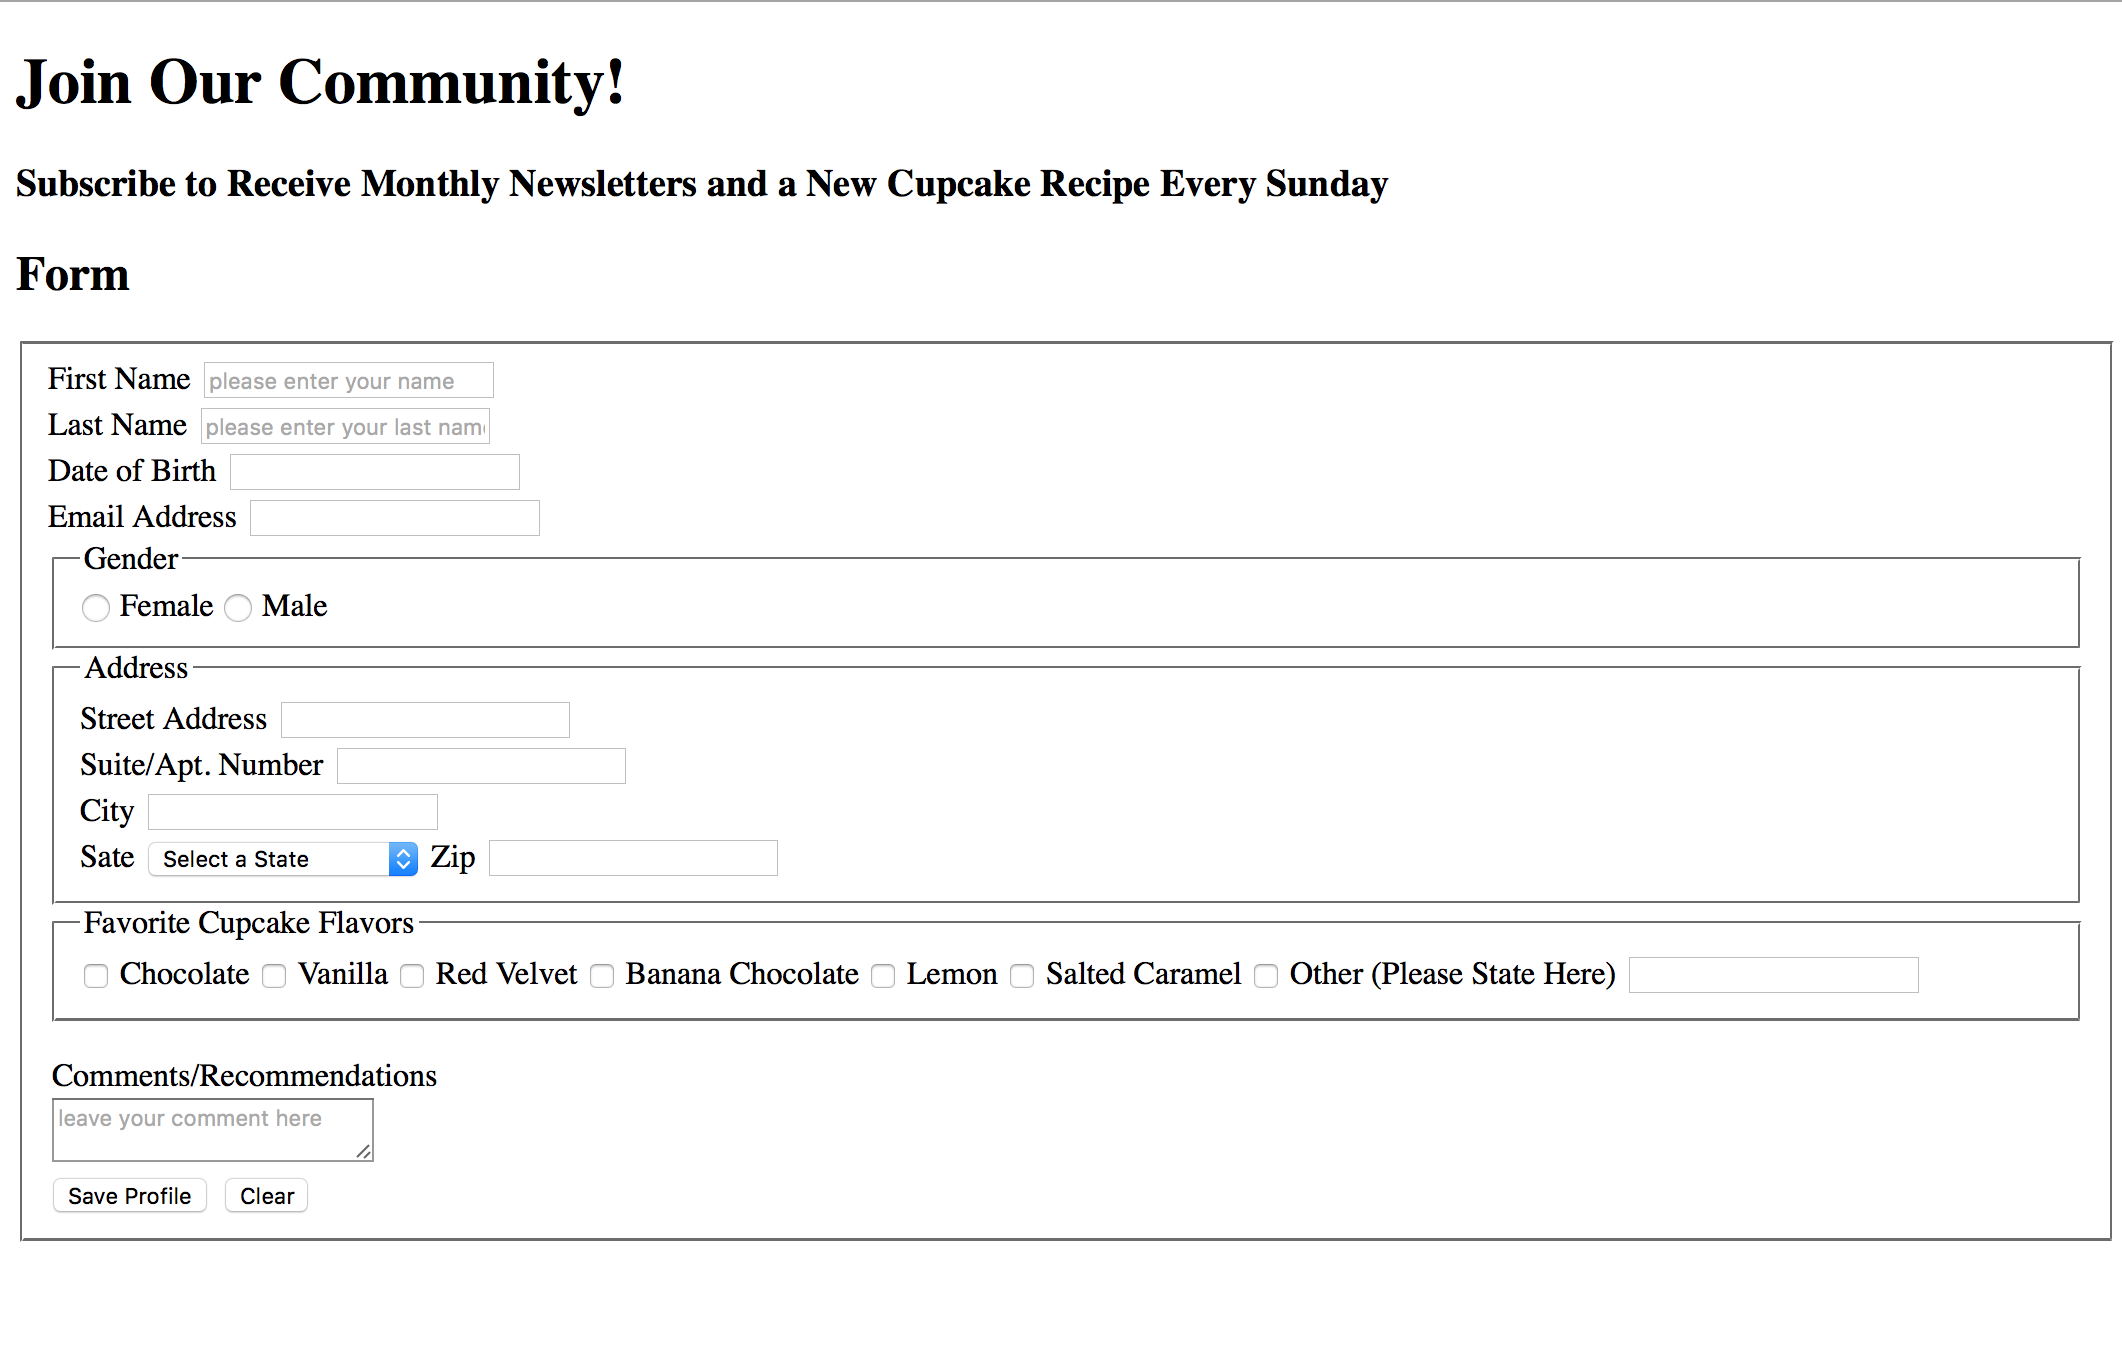 Join Our Community!
Subscribe to Receive Monthly Newsletters and a New Cupcake Recipe Every Sunday
Form
First Name please enter your name
Last Name please enter your last nam
Date of Birth
Email Address
Gender
Female Male
Address
Street Address
Suite/Apt. Number
City
Sate Select a State Zip
Favorite Cupcake Flavors
Chocolate Vanilla Red Velvet Banana Chocolate Lemon Salted Caramel Other (Please State Here)
Comments/Recommendations
leave your comment here
Save Profile Clear